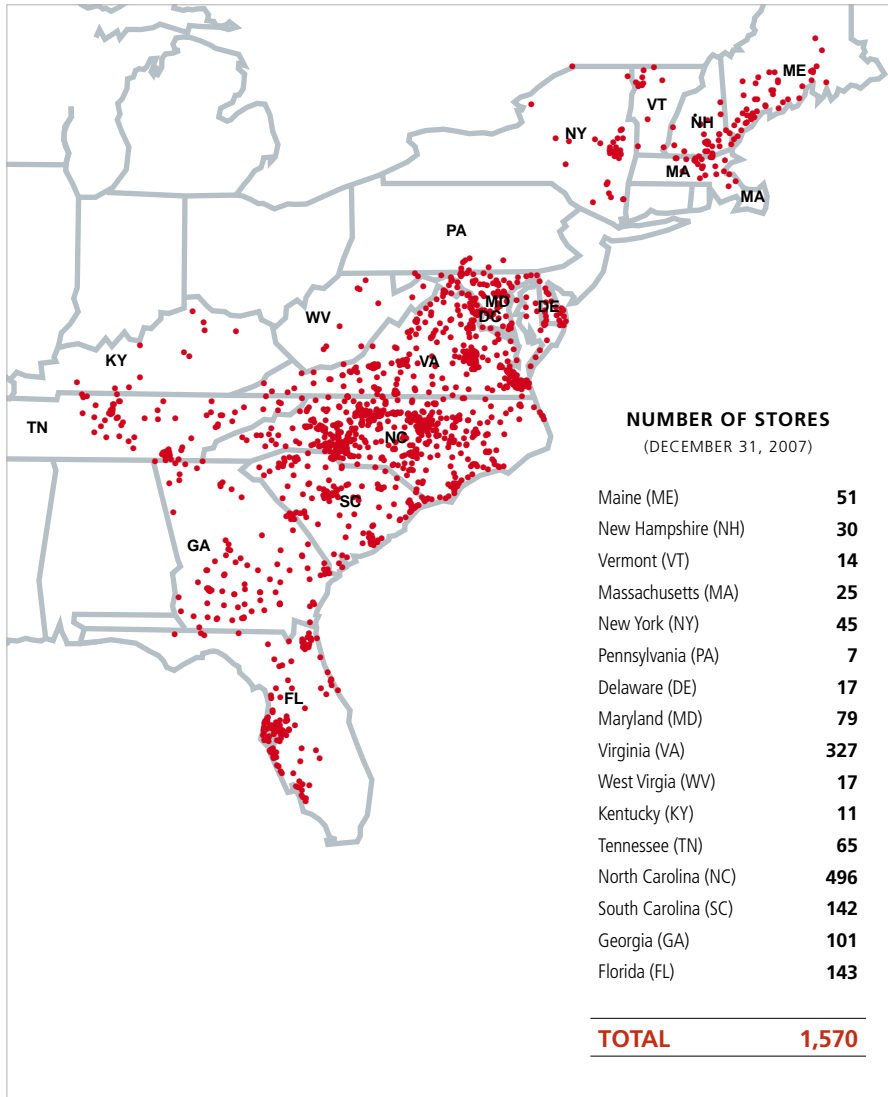 ME
VT
NH
NY
MA
MA
PA
WV
MD
DE
DC
KY
VA
TN
NC
SC
GA
FL
NUMBER OF STORES
(DECEMBER 31, 2007)
Maine (ME) 51
New Hampshire (NH) 30
Vermont (VT) 14
Massachusetts (MA) 25
New York (NY) 45
Pennsylvania (PA) 7
Delaware (DE) 17
Maryland (MD) 79
Virginia (VA) 327
West Virgia (WV) 17
Kentucky (KY) 11
Tennessee (TN) 65
North Carolina (NC) 496
South Carolina (SC) 142
Georgia (GA) 101
Florida (FL) 143
TOTAL 1,570